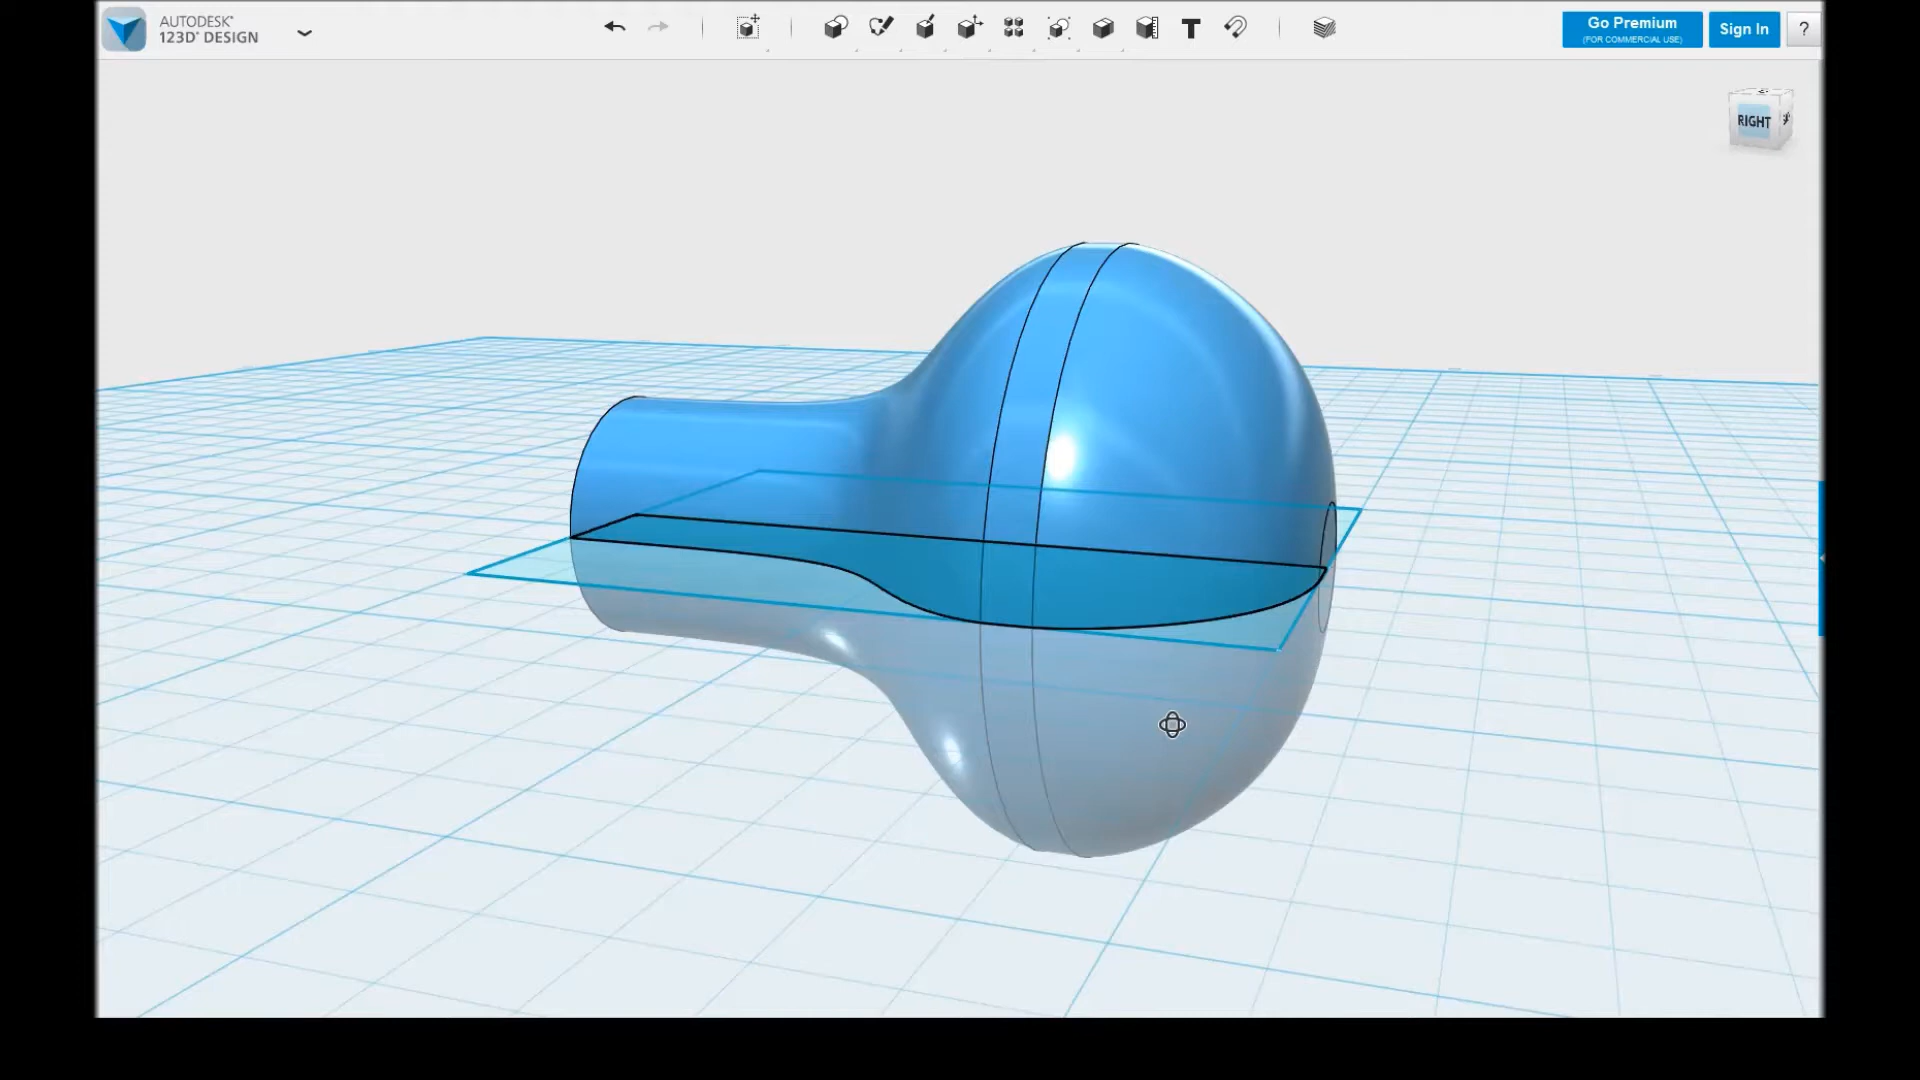 AUTODESK®
123D® DESIGN
T
Go Premium
(FOR COMMERCIAL USE)
Sign In
?
RIGHT